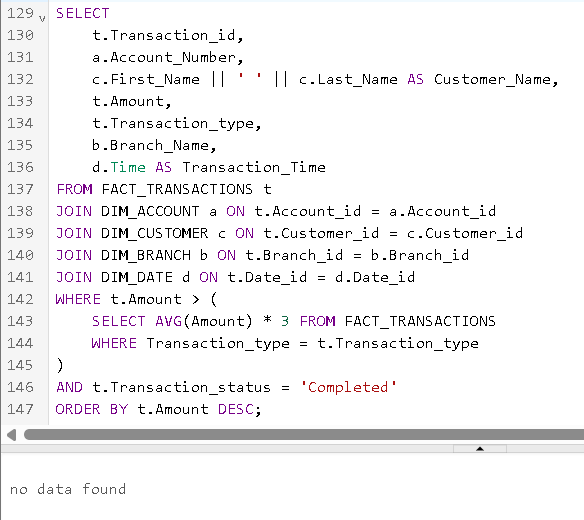 129 SELECT
130 t.Transaction_id,
131 a.Account_Number,
132 c.First_Name || ' ' || c.Last_Name AS Customer_Name,
133 t.Amount,
134 t.Transaction_type,
135 b.Branch_Name,
136 d.Time AS Transaction_Time
137 FROM FACT_TRANSACTIONS t
138 JOIN DIM_ACCOUNT a ON t.Account_id = a.Account_id
139 JOIN DIM_CUSTOMER c ON t.Customer_id = c.Customer_id
140 JOIN DIM_BRANCH b ON t.Branch_id = b.Branch_id
141 JOIN DIM_DATE d ON t.Date_id = d.Date_id
142 WHERE t.Amount > (
143 SELECT AVG(Amount) * 3 FROM FACT_TRANSACTIONS
144 WHERE Transaction_type = t.Transaction_type
145 )
146 AND t.Transaction_status = 'Completed'
147 ORDER BY t.Amount DESC;
no data found